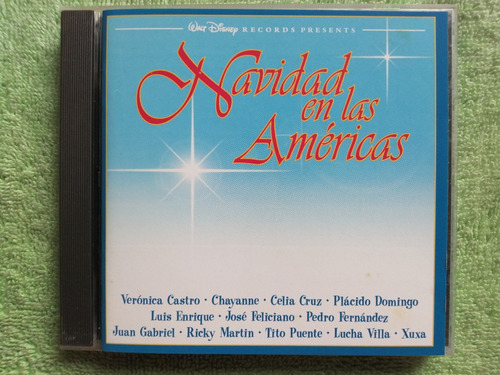 Walt Disney RECORDS PRESENTS
Navidad
en las
Américas
Verónica Castro · Chayanne · Celia Cruz · Plácido Domingo
Luis Enrique · José Feliciano · Pedro Fernández
Juan Gabriel · Ricky Martin · Tito Puente · Lucha Villa · Xuxa